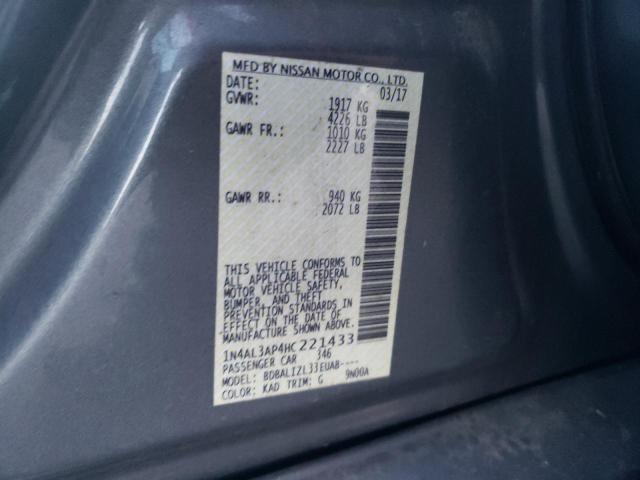 MFD BY NISSAN MOTOR CO., LTD.
DATE: 03/17
GVWR: 1917 KG
4226 LB
GAWR FR.: 1010 KG
2227 LB
GAWR RR.: 940 KG
2072 LB
THIS VEHICLE CONFORMS TO
ALL APPLICABLE FEDERAL
MOTOR VEHICLE SAFETY,
BUMPER, AND THEFT
PREVENTION STANDARDS IN
EFFECT ON THE DATE OF
MANUFACTURE SHOWN ABOVE.
1N4AL3AP4HC221433
PASSENGER CAR 346
MODEL: BDBALIZL33EUAB----
COLOR: KAD TRIM: G 9N00A